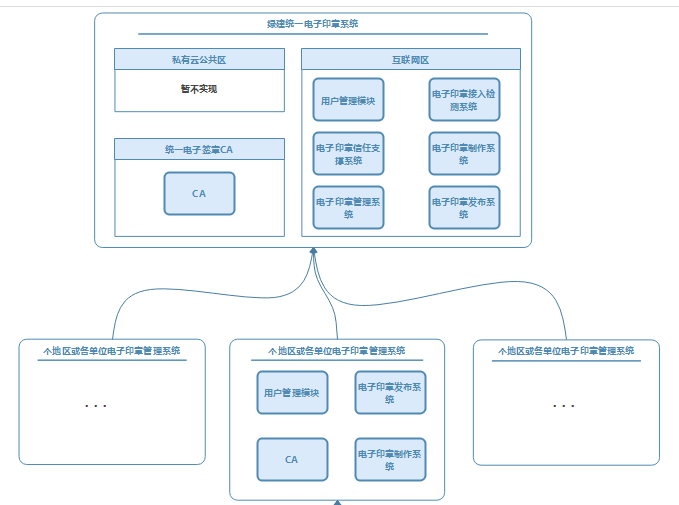 绿建统一电子印章系统
私有云公共区
暂不实现
统一电子签章CA
CA
互联网区
用户管理模块
电子印章接入检
测系统
电子印章信任支
撑系统
电子印章制作系
统
电子印章管理系
统
电子印章发布系
统
个地区或各单位电子印章管理系统
. . .
个地区或各单位电子印章管理系统
用户管理模块
电子印章发布系
统
CA
电子印章制作系
统
个地区或各单位电子印章管理系统
. . .